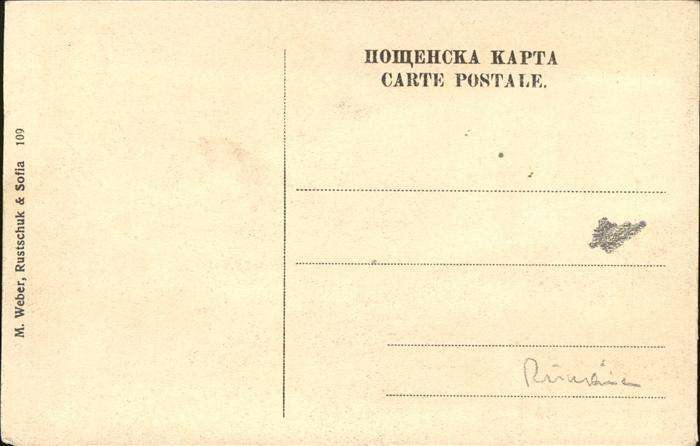 ПОЩЕНСКА КАРТА
CARTE POSTALE.
M. Weber, Rustschuk & Sofia 109